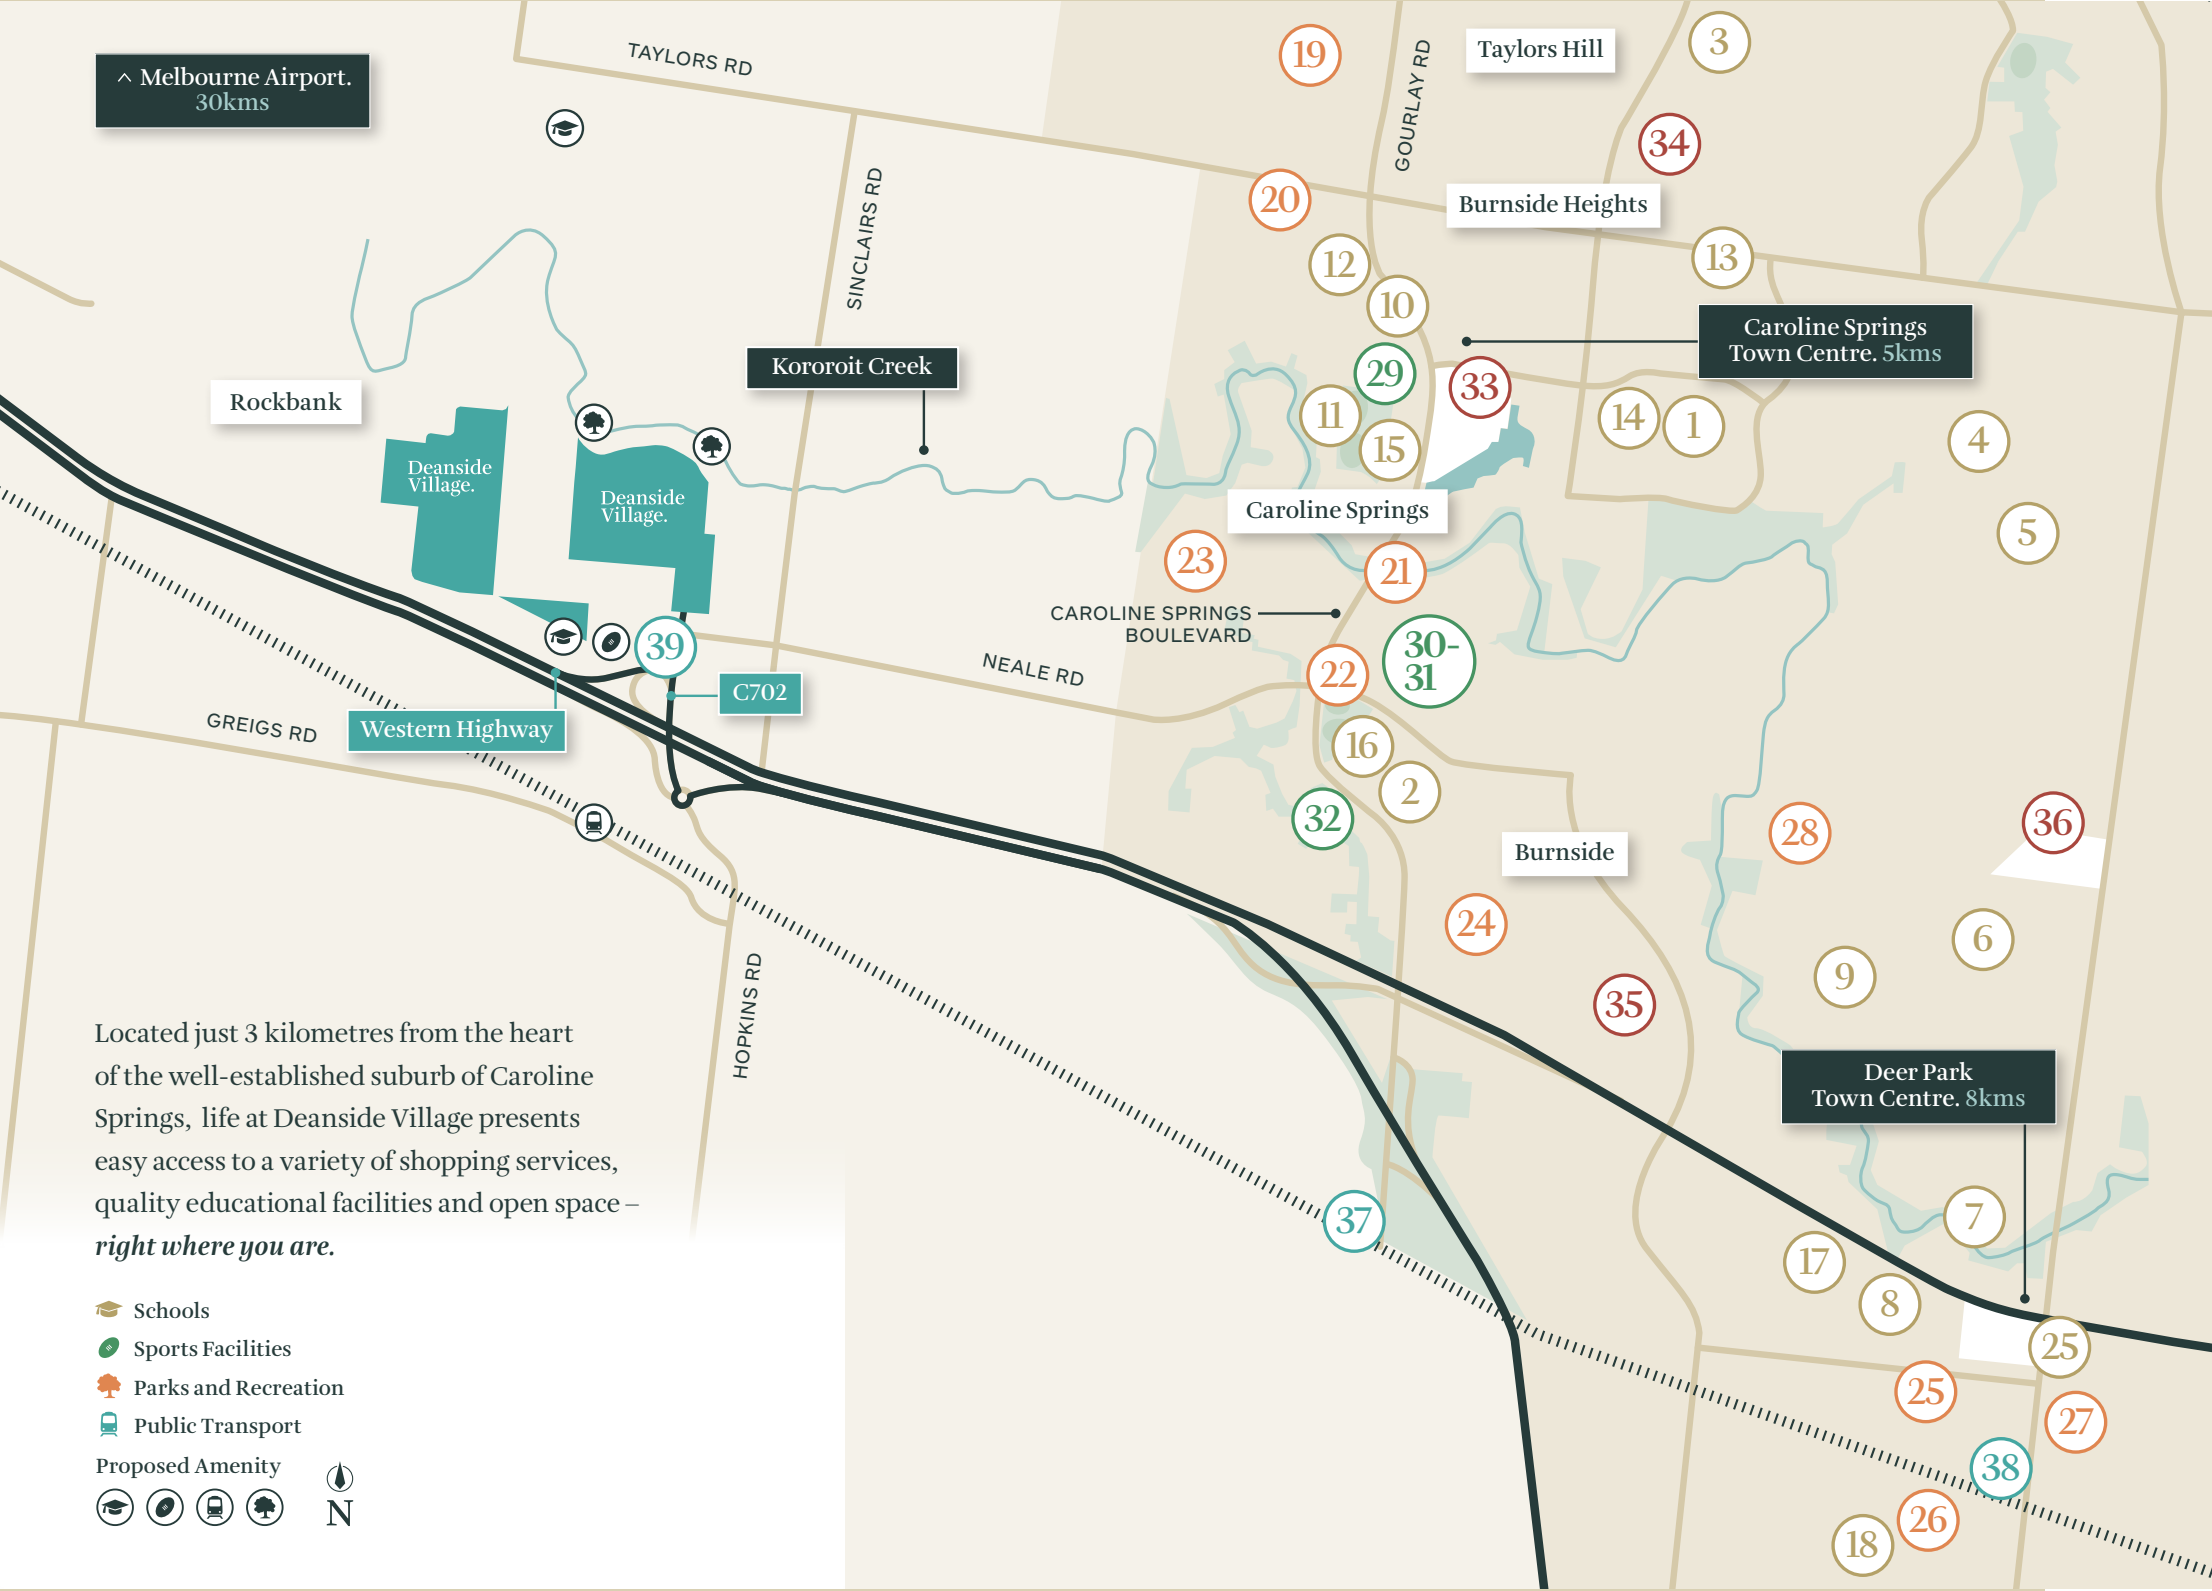 ^ Melbourne Airport.
30kms
TAYLORS RD
GOURLAY RD
SINCLAIRS RD
Taylors Hill
19
3
34
20
Burnside Heights
12
13
10
Caroline Springs
Town Centre. 5kms
Kororoit Creek
29
33
Rockbank
11
14
1
15
4
Deanside
Village.
Deanside
Village.
Caroline Springs
5
23
21
CAROLINE SPRINGS
BOULEVARD
39
30-
31
NEALE RD
22
C702
GREIGS RD
Western Highway
16
2
32
28
36
Burnside
24
6
9
35
HOPKINS RD
Located just 3 kilometres from the heart
of the well-established suburb of Caroline
Springs,  life at Deanside Village presents
easy access to a variety of shopping services,
quality educational facilities and open space –
right where you are.
Deer Park
Town Centre. 8kms
37
7
17
8
25
25
27
38
26
18
Schools
Sports Facilities
Parks and Recreation
Public Transport
Proposed Amenity
N